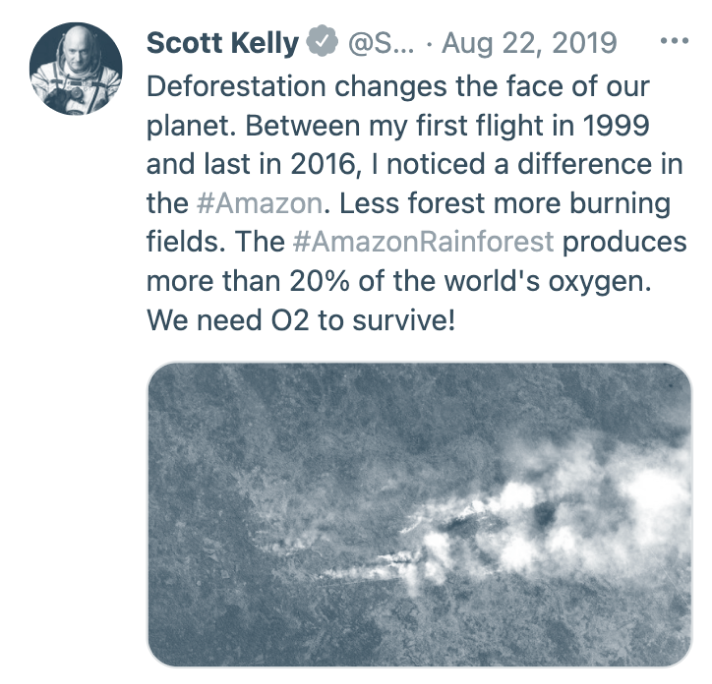 Scott Kelly @S... · Aug 22, 2019
Deforestation changes the face of our
planet. Between my first flight in 1999
and last in 2016, I noticed a difference in
the #Amazon. Less forest more burning
fields. The #AmazonRainforest produces
more than 20% of the world's oxygen.
We need O2 to survive!